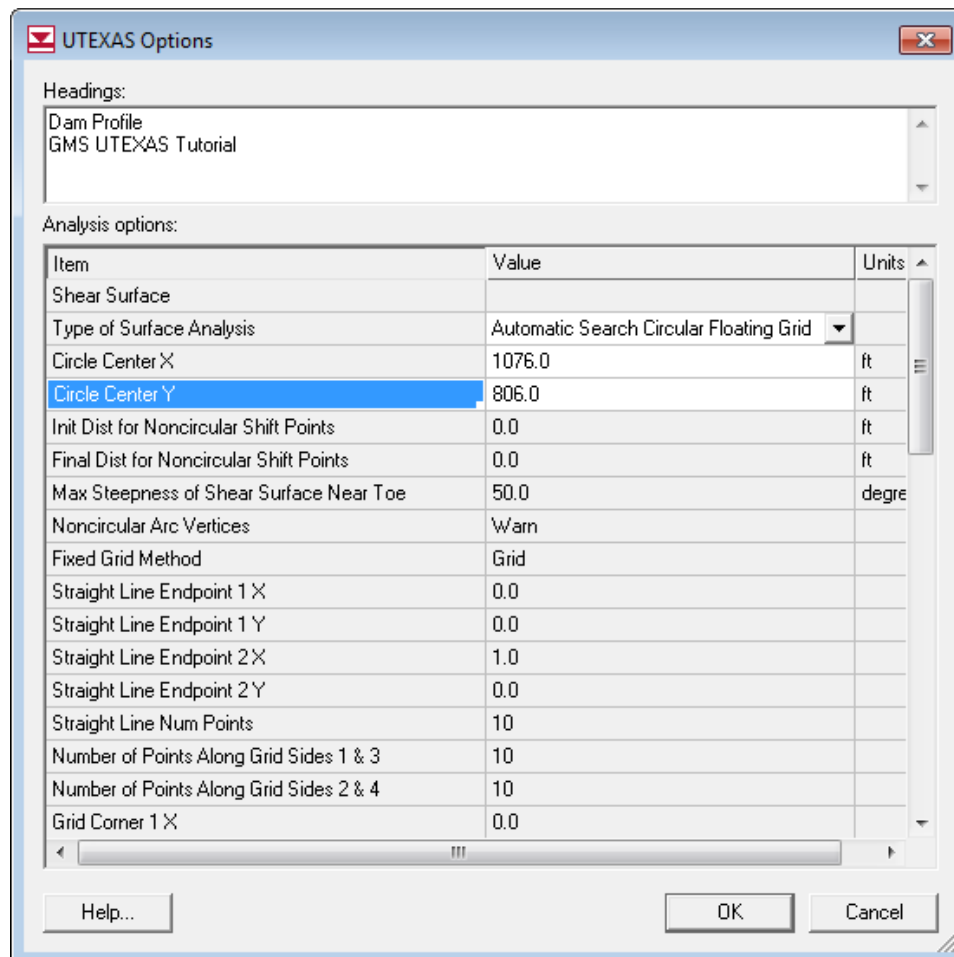 UTEXAS Options
Headings:
Dam Profile
GMS UTEXAS Tutorial
Analysis options:
Item Value Units
Shear Surface
Type of Surface Analysis Automatic Search Circular Floating Grid
Circle Center X 1076.0 ft
Circle Center Y 806.0 ft
Init Dist for Noncircular Shift Points 0.0 ft
Final Dist for Noncircular Shift Points 0.0 ft
Max Steepness of Shear Surface Near Toe 50.0 degre
Noncircular Arc Vertices Warn
Fixed Grid Method Grid
Straight Line Endpoint 1 X 0.0
Straight Line Endpoint 1 Y 0.0
Straight Line Endpoint 2 X 1.0
Straight Line Endpoint 2 Y 0.0
Straight Line Num Points 10
Number of Points Along Grid Sides 1 & 3 10
Number of Points Along Grid Sides 2 & 4 10
Grid Corner 1 X 0.0
Help... OK Cancel